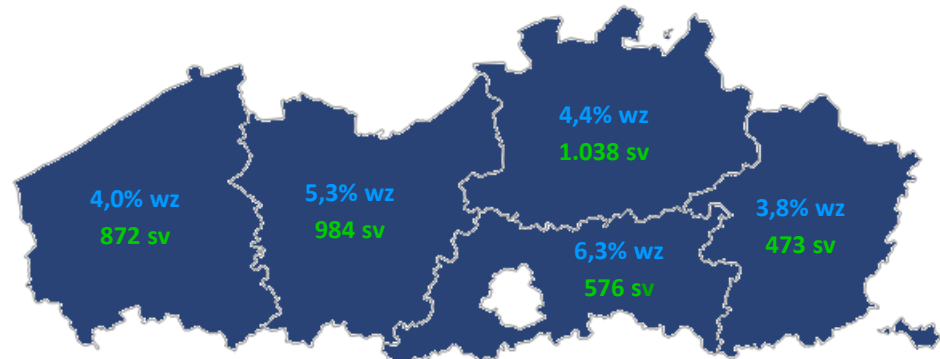 4,0% wz
872 sv
5,3% wz
984 sv
4,4% wz
1.038 sv
6,3% wz
576 sv
3,8% wz
473 sv